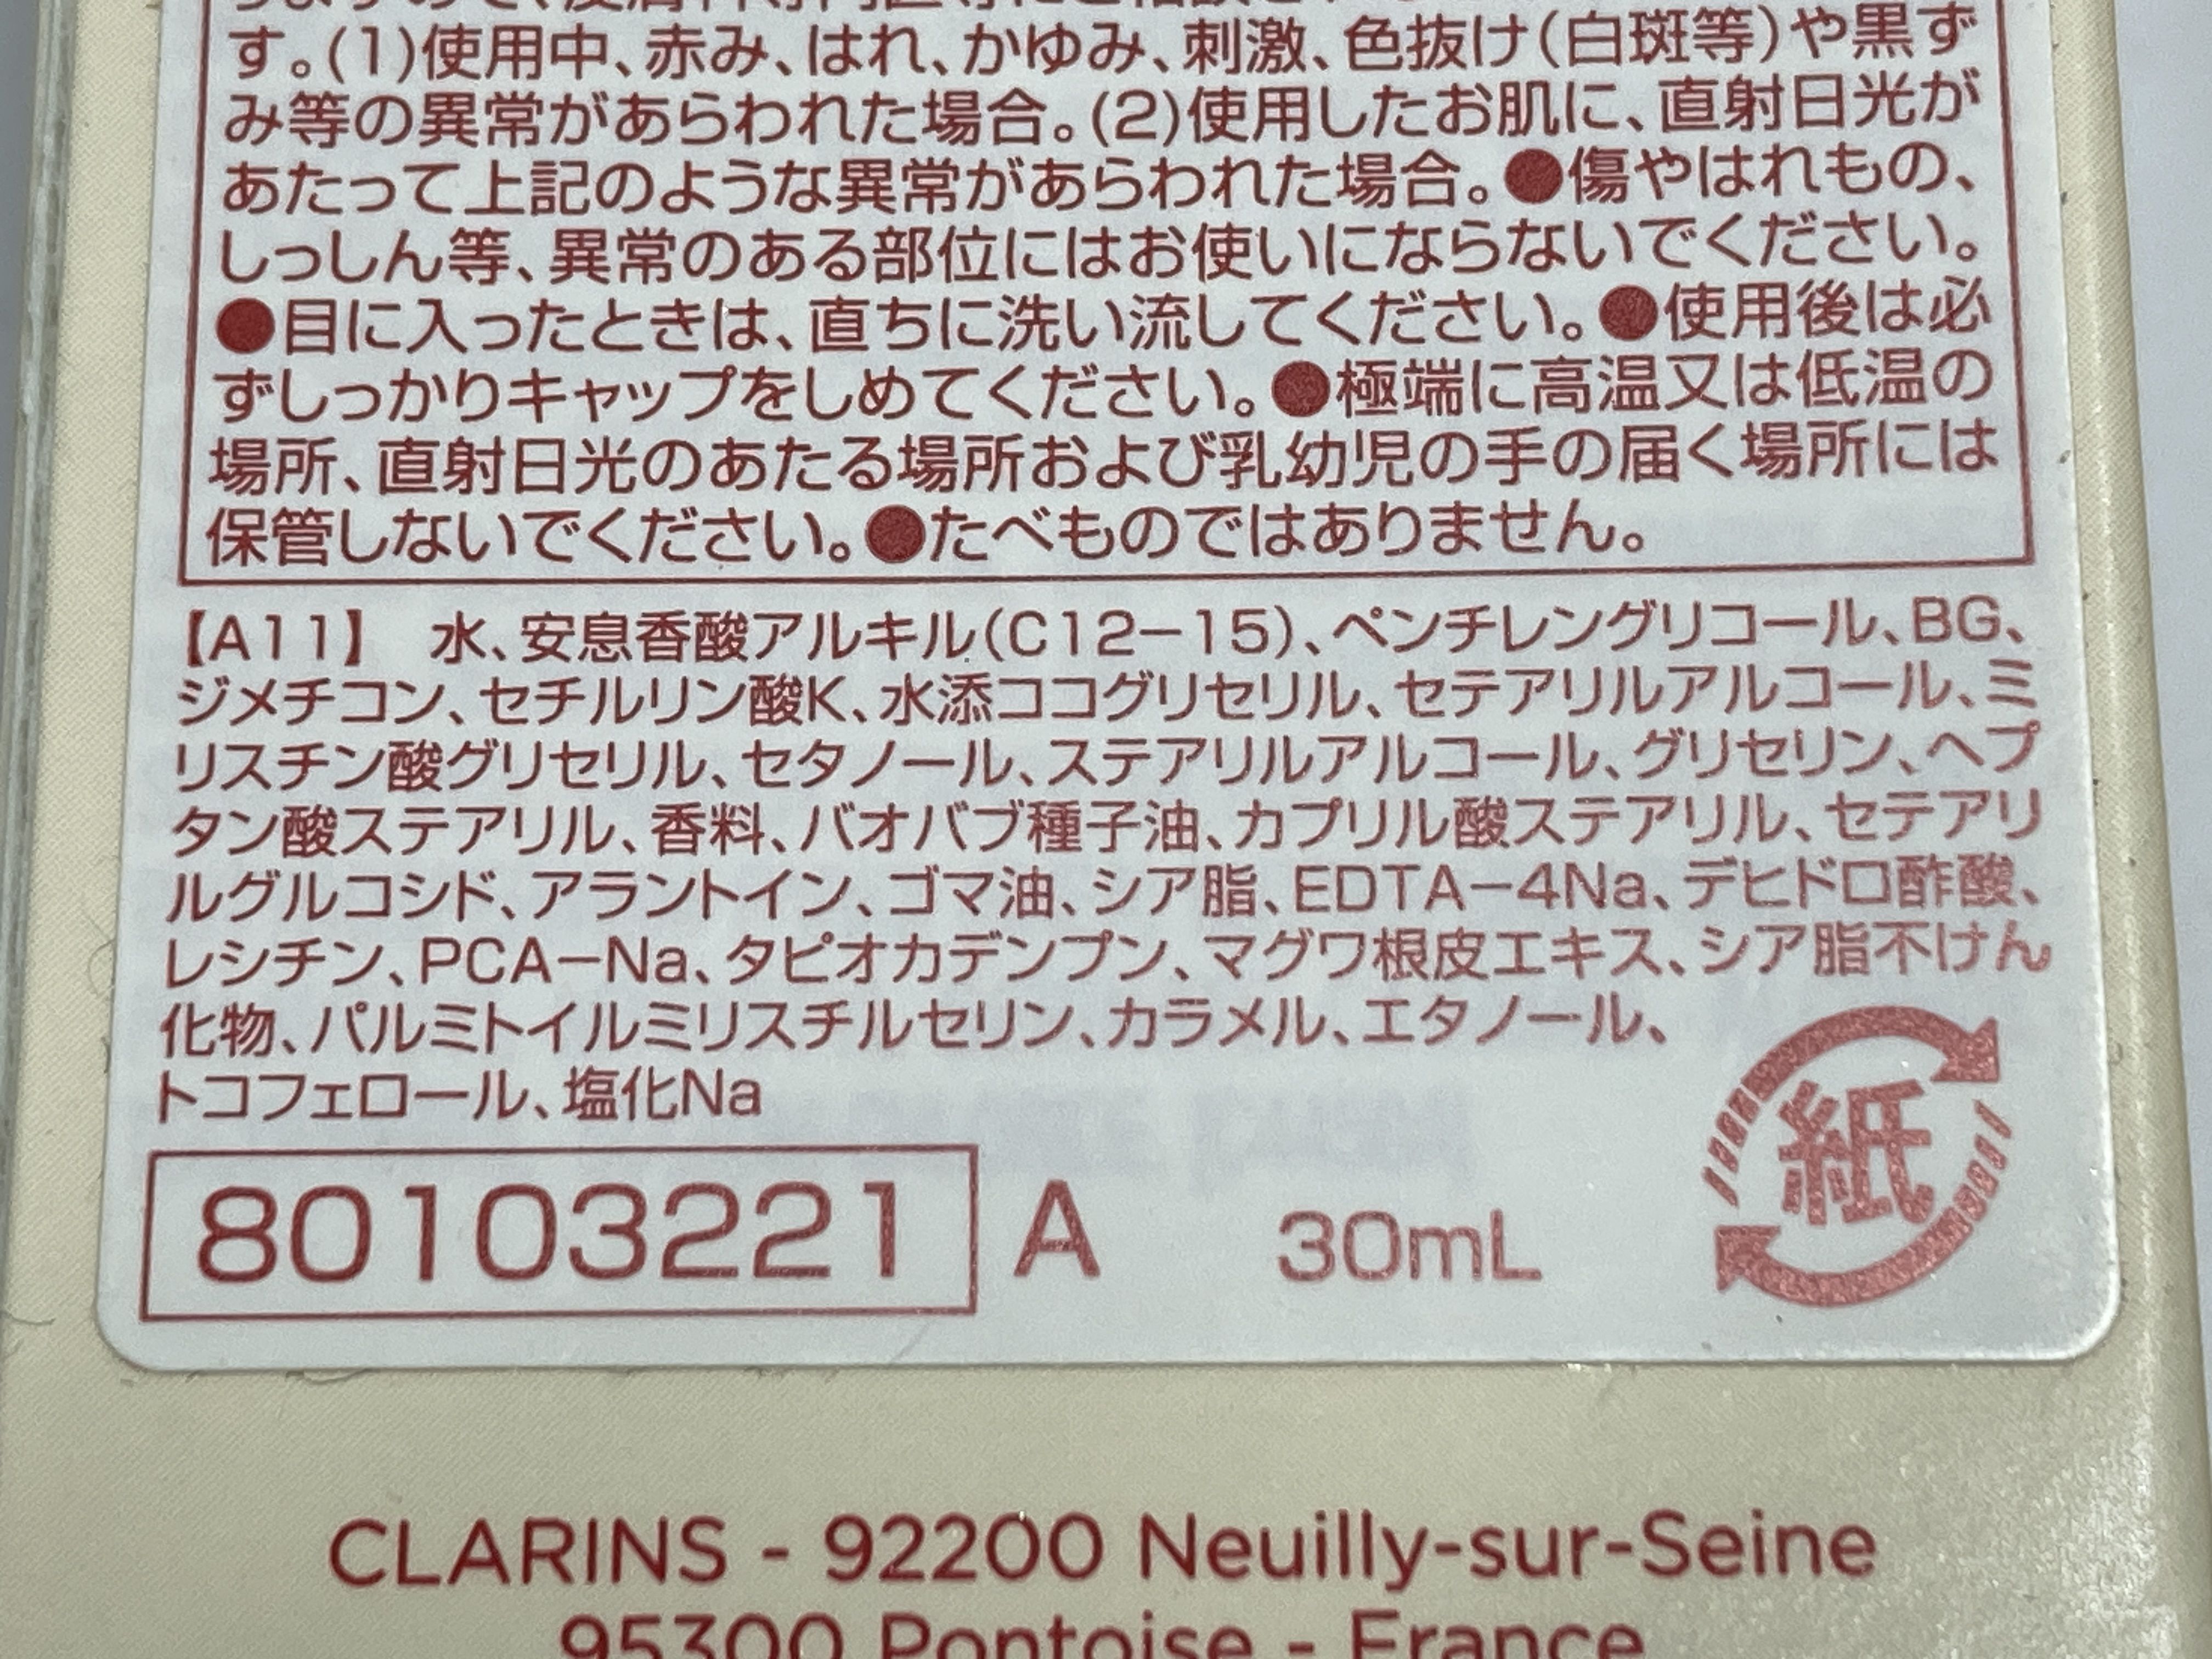 す。(1)使用中、赤み、はれ、かゆみ、刺激、色抜け(白斑等)や黒ず
み等の異常があらわれた場合。(2)使用したお肌に、直射日光が
あたって上記のような異常があらわれた場合。●傷やはれもの、
しっしん等、異常のある部位にはお使いにならないでください。
●目に入ったときは、直ちに洗い流してください。●使用後は必
ずしっかりキャップをしめてください。●極端に高温又は低温の
場所、直射日光のあたる場所および乳幼児の手の届く場所には
保管しないでください。●たべものではありません。
【A11】 水、安息香酸アルキル(C12-15)、ペンチレングリコール、BG、
ジメチコン、セチルリン酸K、水添ココグリセリル、セテアリルアルコール、ミ
リスチン酸グリセリル、セタノール、ステアリルアルコール、グリセリン、ヘプ
タン酸ステアリル、香料、バオバブ種子油、カプリル酸ステアリル、セテアリ
ルグルコシド、アラントイン、ゴマ油、シア脂、EDTA-4Na、デヒドロ酢酸、
レシチン、PCA-Na、タピオカデンプン、マグワ根皮エキス、シア脂不けん
化物、パルミトイルミリスチルセリン、カラメル、エタノール、
トコフェロール、塩化Na
紙
80103221 A 30mL
CLARINS - 92200 Neuilly-sur-Seine
95300 Pontoise - France